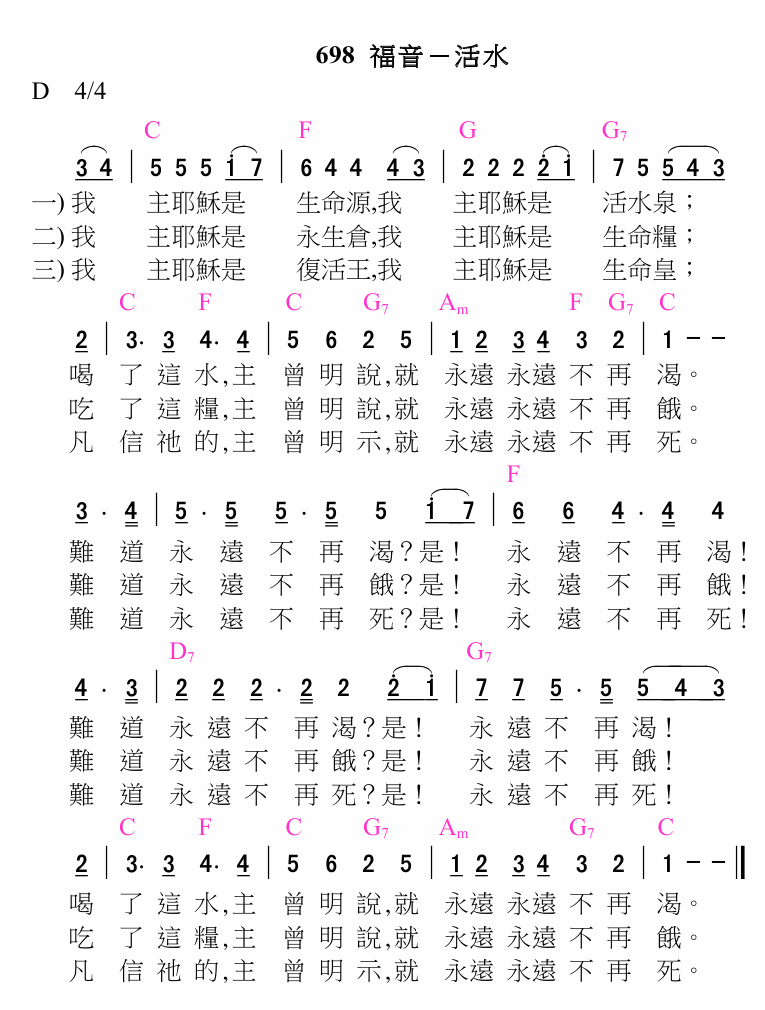 698 福音－活水
D 4/4
C F G G7
3 4 | 5 5 5 i 7 | 6 4 4 4 3 | 2 2 2 2̇ i | 7 5 5 4 3
一) 我 主耶穌是 生命源,我 主耶穌是 活水泉；
二) 我 主耶穌是 永生倉,我 主耶穌是 生命糧；
三) 我 主耶穌是 復活王,我 主耶穌是 生命皇；
C F C G7 Am F G7 C
2 | 3· 3 4· 4 | 5 6 2 5 | 1 2 3 4 3 2 | 1 － －
喝 了 這 水,主 曾 明 說,就 永遠 永遠 不 再 渴。
吃 了 這 糧,主 曾 明 說,就 永遠 永遠 不 再 餓。
凡 信 祂 的,主 曾 明 示,就 永遠 永遠 不 再 死。
F
3 · 4 | 5 · 5 5 · 5 5 i 7 | 6 6 4 · 4 4
難 道 永 遠 不 再 渴？是！ 永 遠 不 再 渴！
難 道 永 遠 不 再 餓？是！ 永 遠 不 再 餓！
難 道 永 遠 不 再 死？是！ 永 遠 不 再 死！
D7 G7
4 · 3 | 2 2 2 · 2 2 2̇ i | 7 7 5 · 5 5 4 3
難 道 永 遠 不 再 渴？是！ 永 遠 不 再 渴！
難 道 永 遠 不 再 餓？是！ 永 遠 不 再 餓！
難 道 永 遠 不 再 死？是！ 永 遠 不 再 死！
C F C G7 Am G7 C
2 | 3· 3 4· 4 | 5 6 2 5 | 1 2 3 4 3 2 | 1 － － ‖
喝 了 這 水,主 曾 明 說,就 永遠 永遠 不 再 渴。
吃 了 這 糧,主 曾 明 說,就 永遠 永遠 不 再 餓。
凡 信 祂 的,主 曾 明 示,就 永遠 永遠 不 再 死。